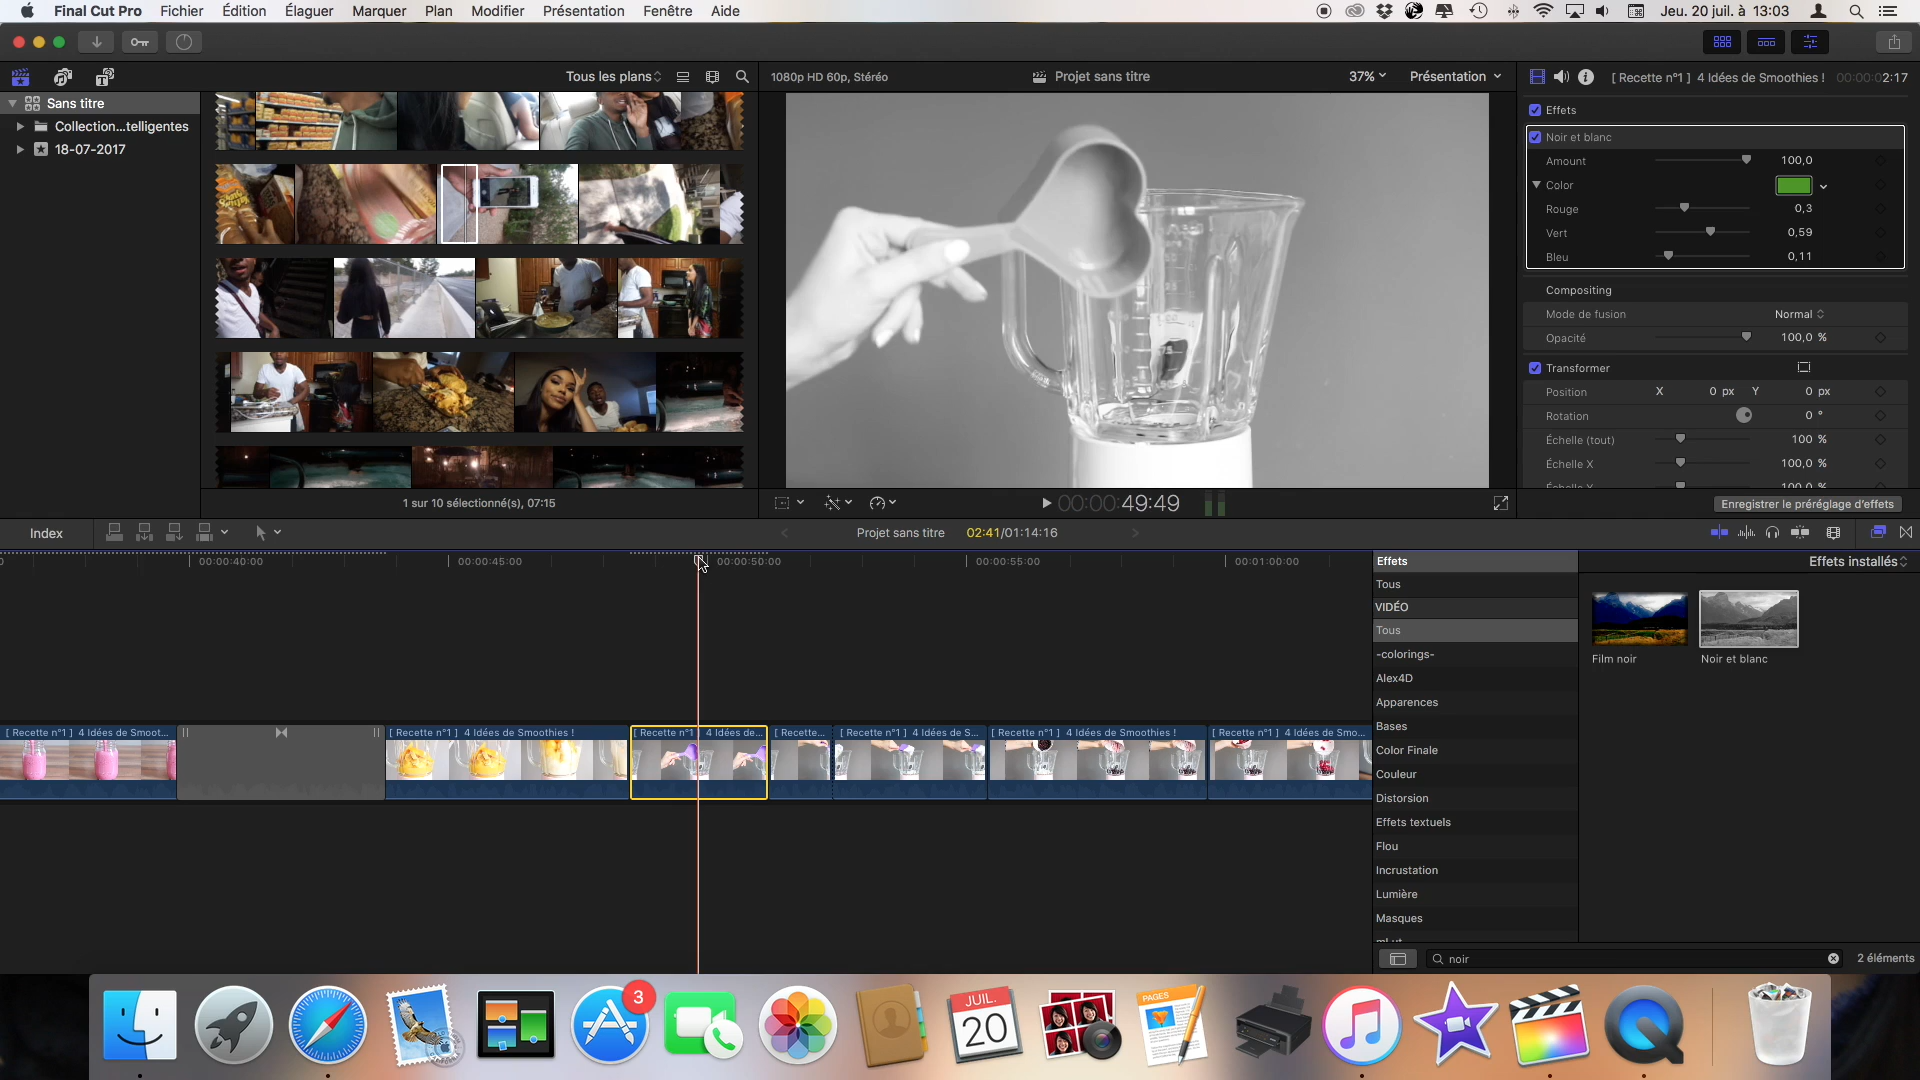 Final Cut Pro Fichier Édition Élaguer Marquer Plan Modifier Présentation Fenêtre Aide Jeu. 20 juil. à 13:03
Tous les plans 1080p HD 60p, Stéréo Projet sans titre 37% Présentation [ Recette n°1 ] 4 Idées de Smoothies ! 00:00:02:17
Sans titre
Collection...telligentes
18-07-2017
Effets
Noir et blanc
Amount 100,0
Color
Rouge 0,3
Vert 0,59
Bleu 0,11
Compositing
Mode de fusion Normal
Opacité 100,0 %
Transformer
Position X 0 px Y 0 px
Rotation 0 °
Échelle (tout) 100 %
Échelle X 100,0 %
Échelle Y 100,0 %
1 sur 10 sélectionné(s), 07:15 00:00:00:49:49 Enregistrer le préréglage d'effets
Index Projet sans titre 02:41/01:14:16
00:00:40:00 00:00:45:00 00:00:50:00 00:00:55:00 00:01:00:00
Effets Effets installés
Tous
VIDÉO
Tous
-colorings-
Alex4D
Apparences
Bases
Color Finale
Couleur
Distorsion
Effets textuels
Flou
Incrustation
Lumière
Masques
mLut
Film noir Noir et blanc
[ Recette n°1 ] 4 Idées de Smoot... [ Recette n°1 ] 4 Idées de Smoothies ! [ Recette n°1 ] 4 Idées de... [ Recette... [ Recette n°1 ] 4 Idées de S... [ Recette n°1 ] 4 Idées de Smoothies ! [ Recette n°1 ] 4 Idées de Smo...
noir 2 éléments
3
JUIL.
20
PAGES